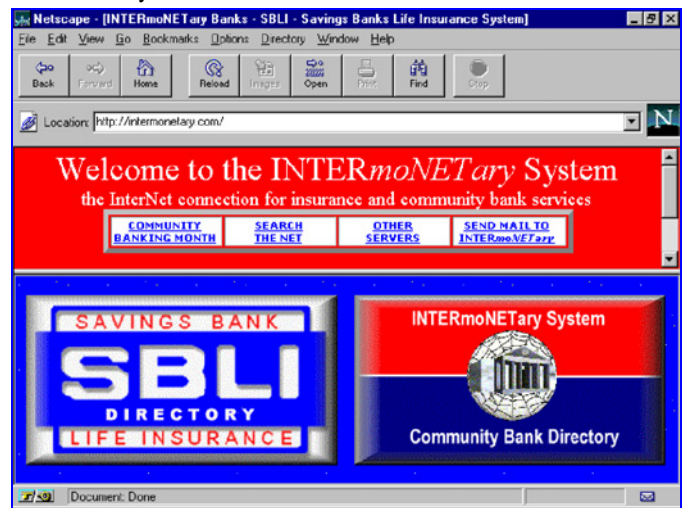 Netscape - [INTERmoNETary Banks - SBLI - Savings Banks Life Insurance System]
File Edit View Go Bookmarks Options Directory Window Help
Back Forward Home Reload Images Open Print Find Stop
Location: http://intermonetary.com/
N
Welcome to the INTERmoNETary System
the InterNet connection for insurance and community bank services
COMMUNITY BANKING MONTH
SEARCH THE NET
OTHER SERVERS
SEND MAIL TO INTERmoNETary
SAVINGS BANK
SBLI
DIRECTORY
LIFE INSURANCE
INTERmoNETary System
Community Bank Directory
Document: Done